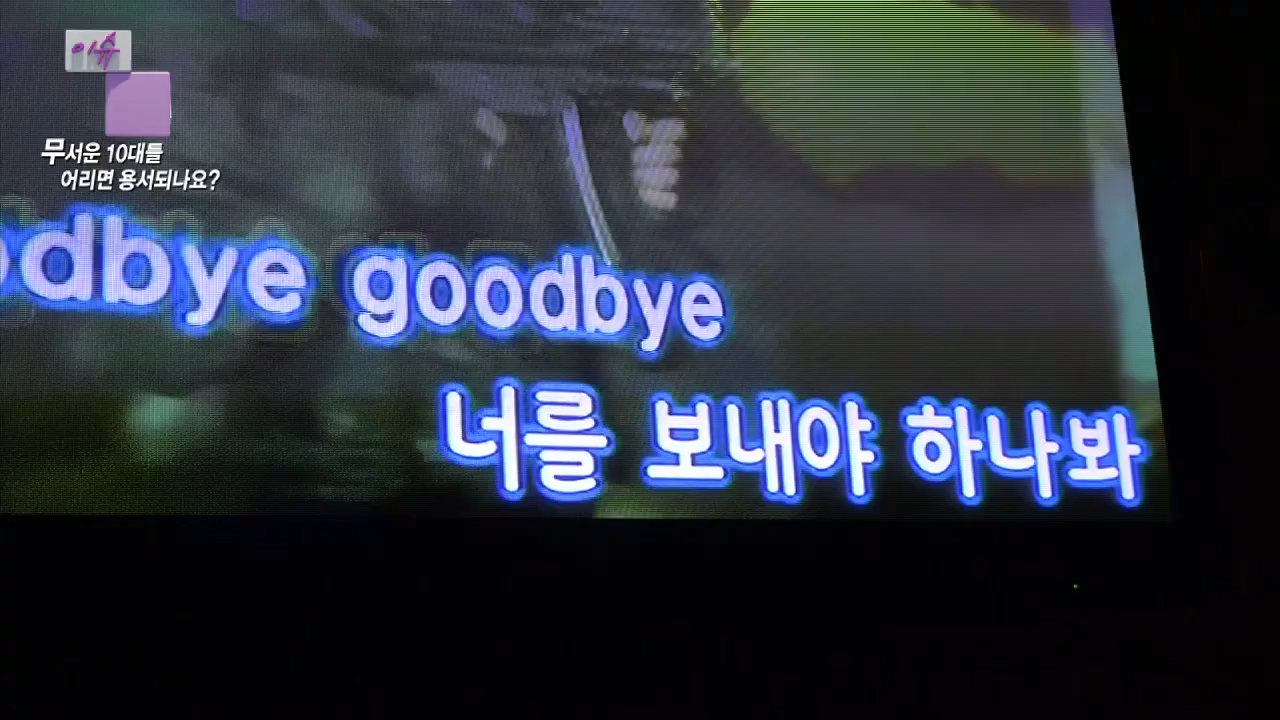 이슈
무서운 10대들
어리면 용서되나요?
odbye goodbye
너를 보내야 하나봐